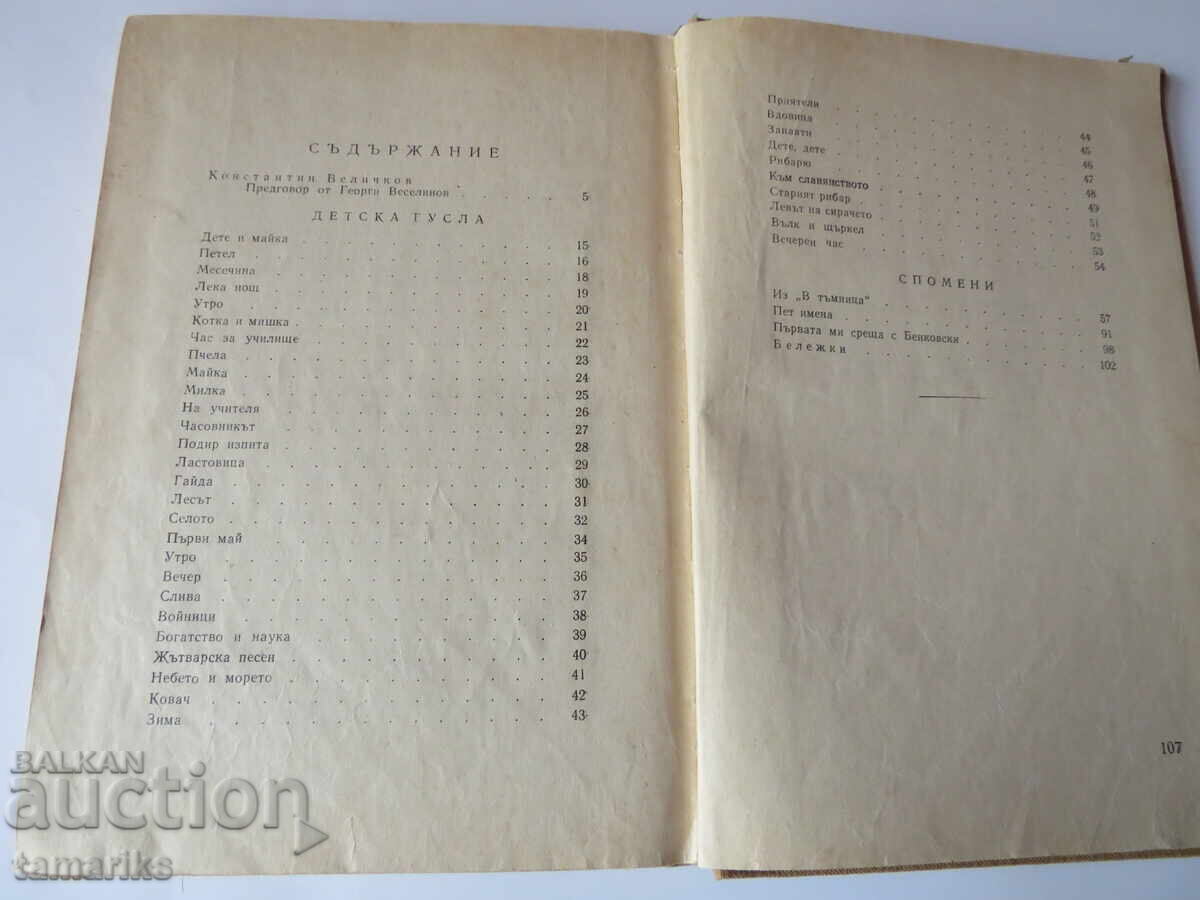 СЪДЪРЖАНИЕ
Константин Величков
Предговор от Георги Веселинов . . . . . . 5
ДЕТСКА ГУСЛА
Дете и майка . . . . . . . . . . 15
Петел . . . . . . . . . . 16
Месечина . . . . . . . . . . 18
Лека нощ . . . . . . . . . . 19
Утро . . . . . . . . . . 20
Котка и мишка . . . . . . . . . . 21
Час за училище . . . . . . . . . . 22
Пчела . . . . . . . . . . 23
Майка . . . . . . . . . . 24
Милка . . . . . . . . . . 25
На учителя . . . . . . . . . . 26
Часовникът . . . . . . . . . . 27
Подир изпита . . . . . . . . . . 28
Ластовица . . . . . . . . . . 29
Гайда . . . . . . . . . . 30
Лесът . . . . . . . . . . 31
Селото . . . . . . . . . . 32
Първи май . . . . . . . . . . 34
Утро . . . . . . . . . . 35
Вечер . . . . . . . . . . 36
Слива . . . . . . . . . . 37
Войници . . . . . . . . . . 38
Богатство и наука . . . . . . . . . . 39
Жътварска песен . . . . . . . . . . 40
Небето и морето . . . . . . . . . . 41
Ковач . . . . . . . . . . 42
Зима . . . . . . . . . . 43
Приятели . . . . . . . . . . 44
Вдовица . . . . . . . . . . 45
Занаяти . . . . . . . . . . 46
Дете, дете . . . . . . . . . . 47
Рибарю . . . . . . . . . . 48
Към славянството . . . . . . . . . . 49
Старият рибар . . . . . . . . . . 51
Левът на сирачето . . . . . . . . . . 52
Вълк и щъркел . . . . . . . . . . 53
Вечерен час . . . . . . . . . . 54
СПОМЕНИ
Из „В тъмница“ . . . . . . . . . . 57
Пет имена . . . . . . . . . . 91
Първата ми среща с Бенковски . . . . . . 98
Бележки . . . . . . . . . . 102
107
BALKAN
auction
tamariks